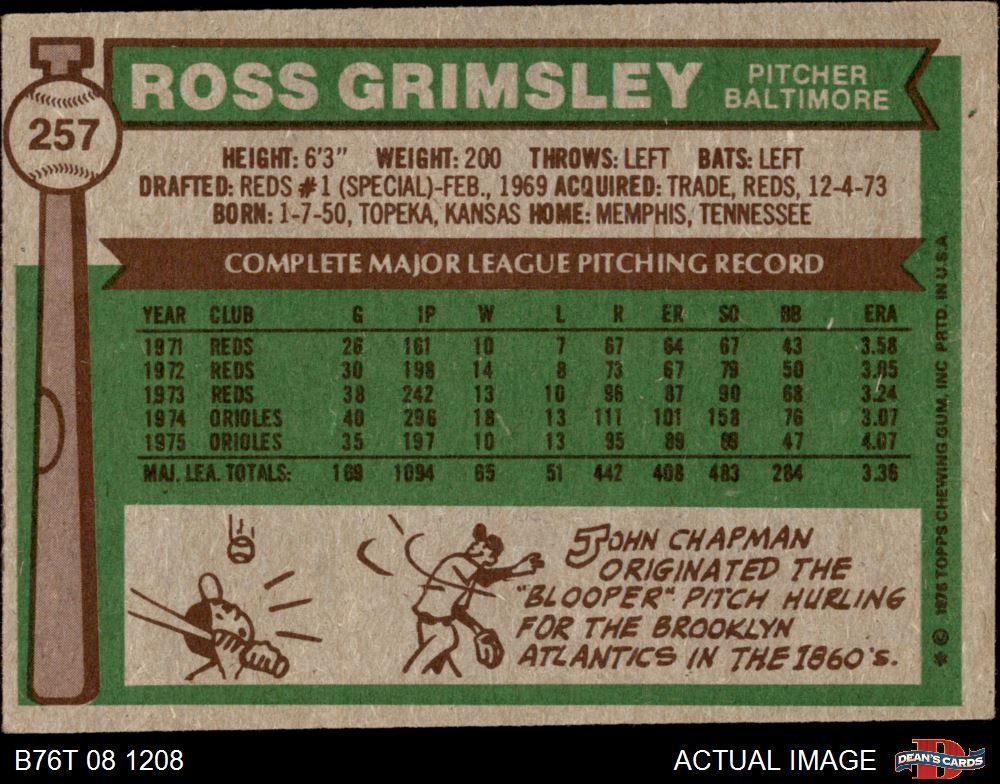 ROSS GRIMSLEY
PITCHER
BALTIMORE
257
HEIGHT: 6'3" WEIGHT: 200 THROWS: LEFT BATS: LEFT
DRAFTED: REDS #1 (SPECIAL)-FEB., 1969 ACQUIRED: TRADE, REDS, 12-4-73
BORN: 1-7-50, TOPEKA, KANSAS HOME: MEMPHIS, TENNESSEE
COMPLETE MAJOR LEAGUE PITCHING RECORD
YEAR CLUB G IP W L R ER SO BB ERA
1971 REDS 26 161 10 7 67 64 67 43 3.58
1972 REDS 30 198 14 8 73 67 79 50 3.05
1973 REDS 38 242 13 10 96 87 90 68 3.24
1974 ORIOLES 40 296 18 13 111 101 158 76 3.07
1975 ORIOLES 35 197 10 13 95 89 47 4.07
MAJ. LEA. TOTALS: 169 1094 65 51 442 408 483 284 3.36
JOHN CHAPMAN
ORIGINATED THE
"BLOOPER" PITCH HURLING
FOR THE BROOKLYN
ATLANTICS IN THE 1860's.
* © 1976 TOPPS CHEWING GUM, INC PRTD. IN U.S.A.
B76T 08 1208
ACTUAL IMAGE
DEAN'S CARDS